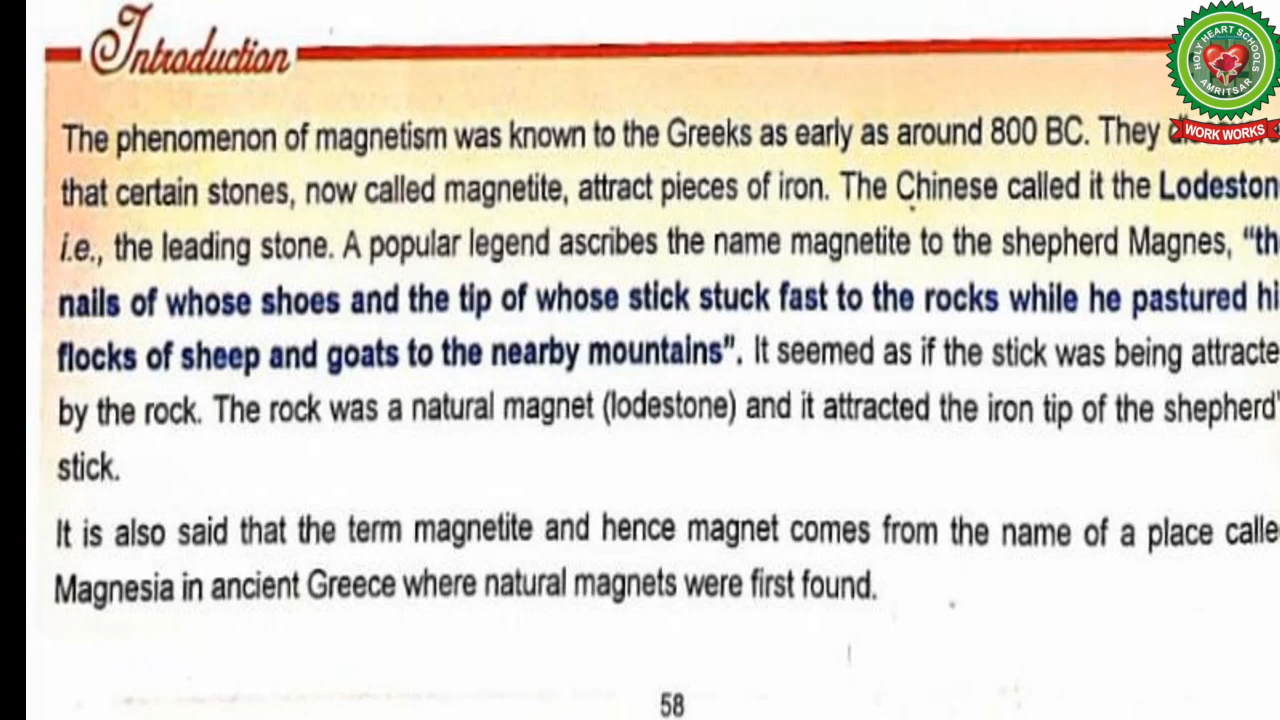 Introduction
HOLY HEART SCHOOLS
AMRITSAR
WORK WORKS
The phenomenon of magnetism was known to the Greeks as early as around 800 BC. They
that certain stones, now called magnetite, attract pieces of iron. The Chinese called it the Lodeston
i.e., the leading stone. A popular legend ascribes the name magnetite to the shepherd Magnes, "th
nails of whose shoes and the tip of whose stick stuck fast to the rocks while he pastured hi
flocks of sheep and goats to the nearby mountains". It seemed as if the stick was being attracte
by the rock. The rock was a natural magnet (lodestone) and it attracted the iron tip of the shepherd'
stick.
It is also said that the term magnetite and hence magnet comes from the name of a place calle
Magnesia in ancient Greece where natural magnets were first found.
58